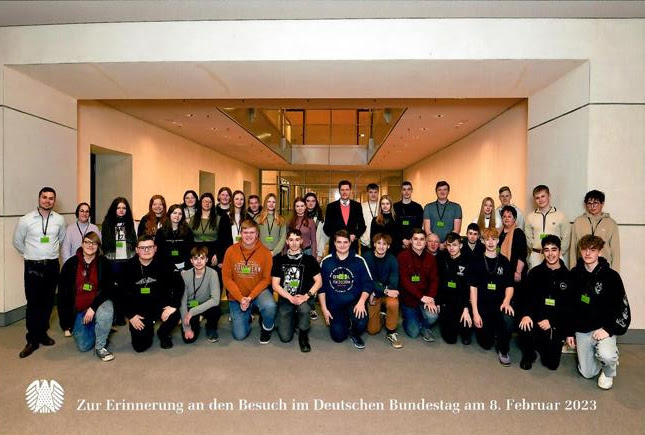 Zur Erinnerung an den Besuch im Deutschen Bundestag am 8. Februar 2023